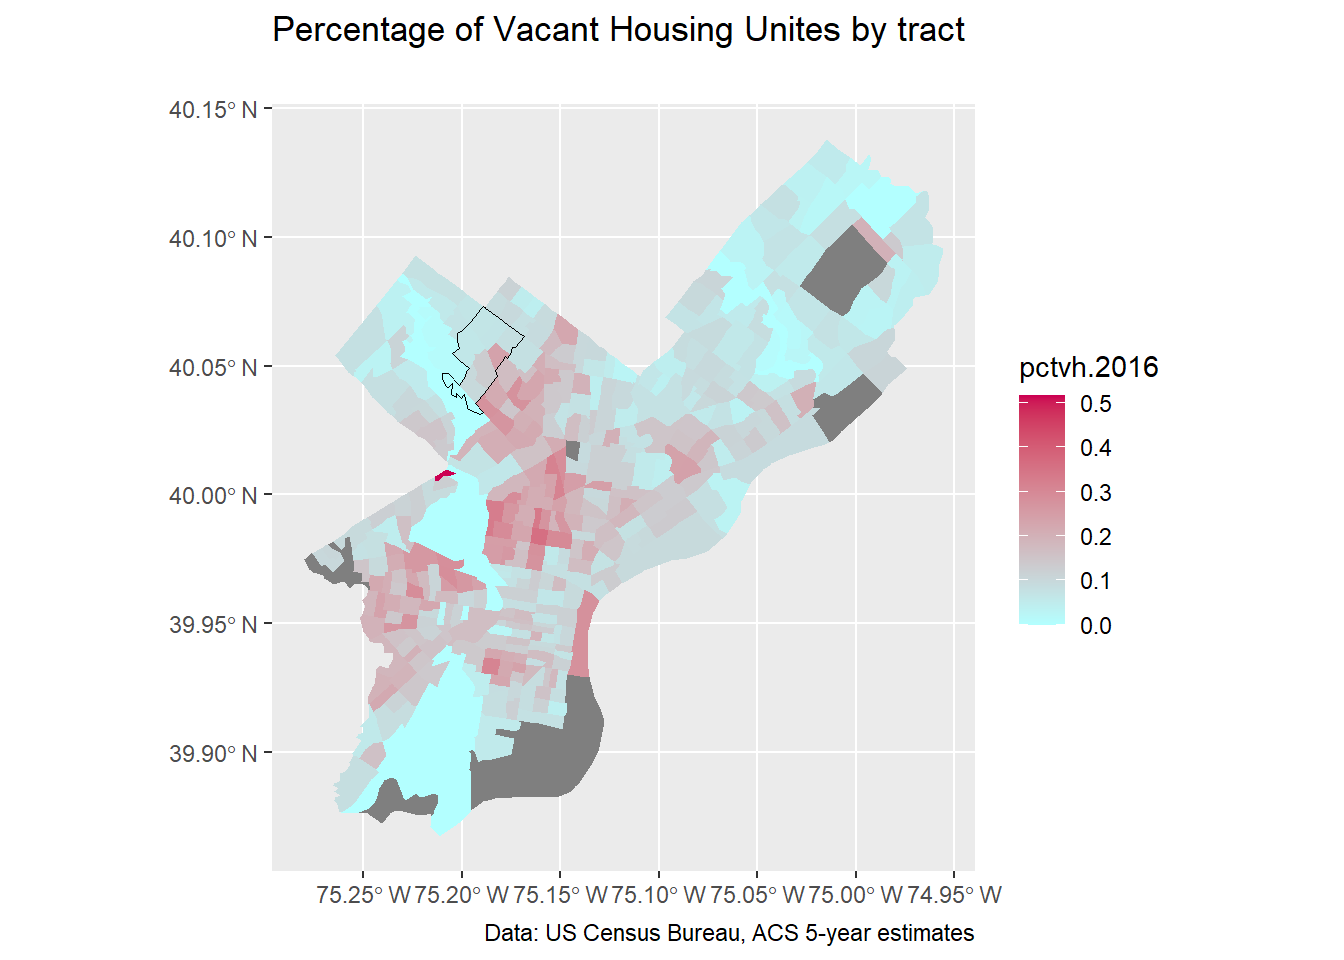 Percentage of Vacant Housing Unites by tract
40.15° N
40.10° N
40.05° N
40.00° N
39.95° N
39.90° N
75.25° W 75.20° W 75.15° W 75.10° W 75.05° W 75.00° W 74.95° W
pctvh.2016
0.5
0.4
0.3
0.2
0.1
0.0
Data: US Census Bureau, ACS 5-year estimates